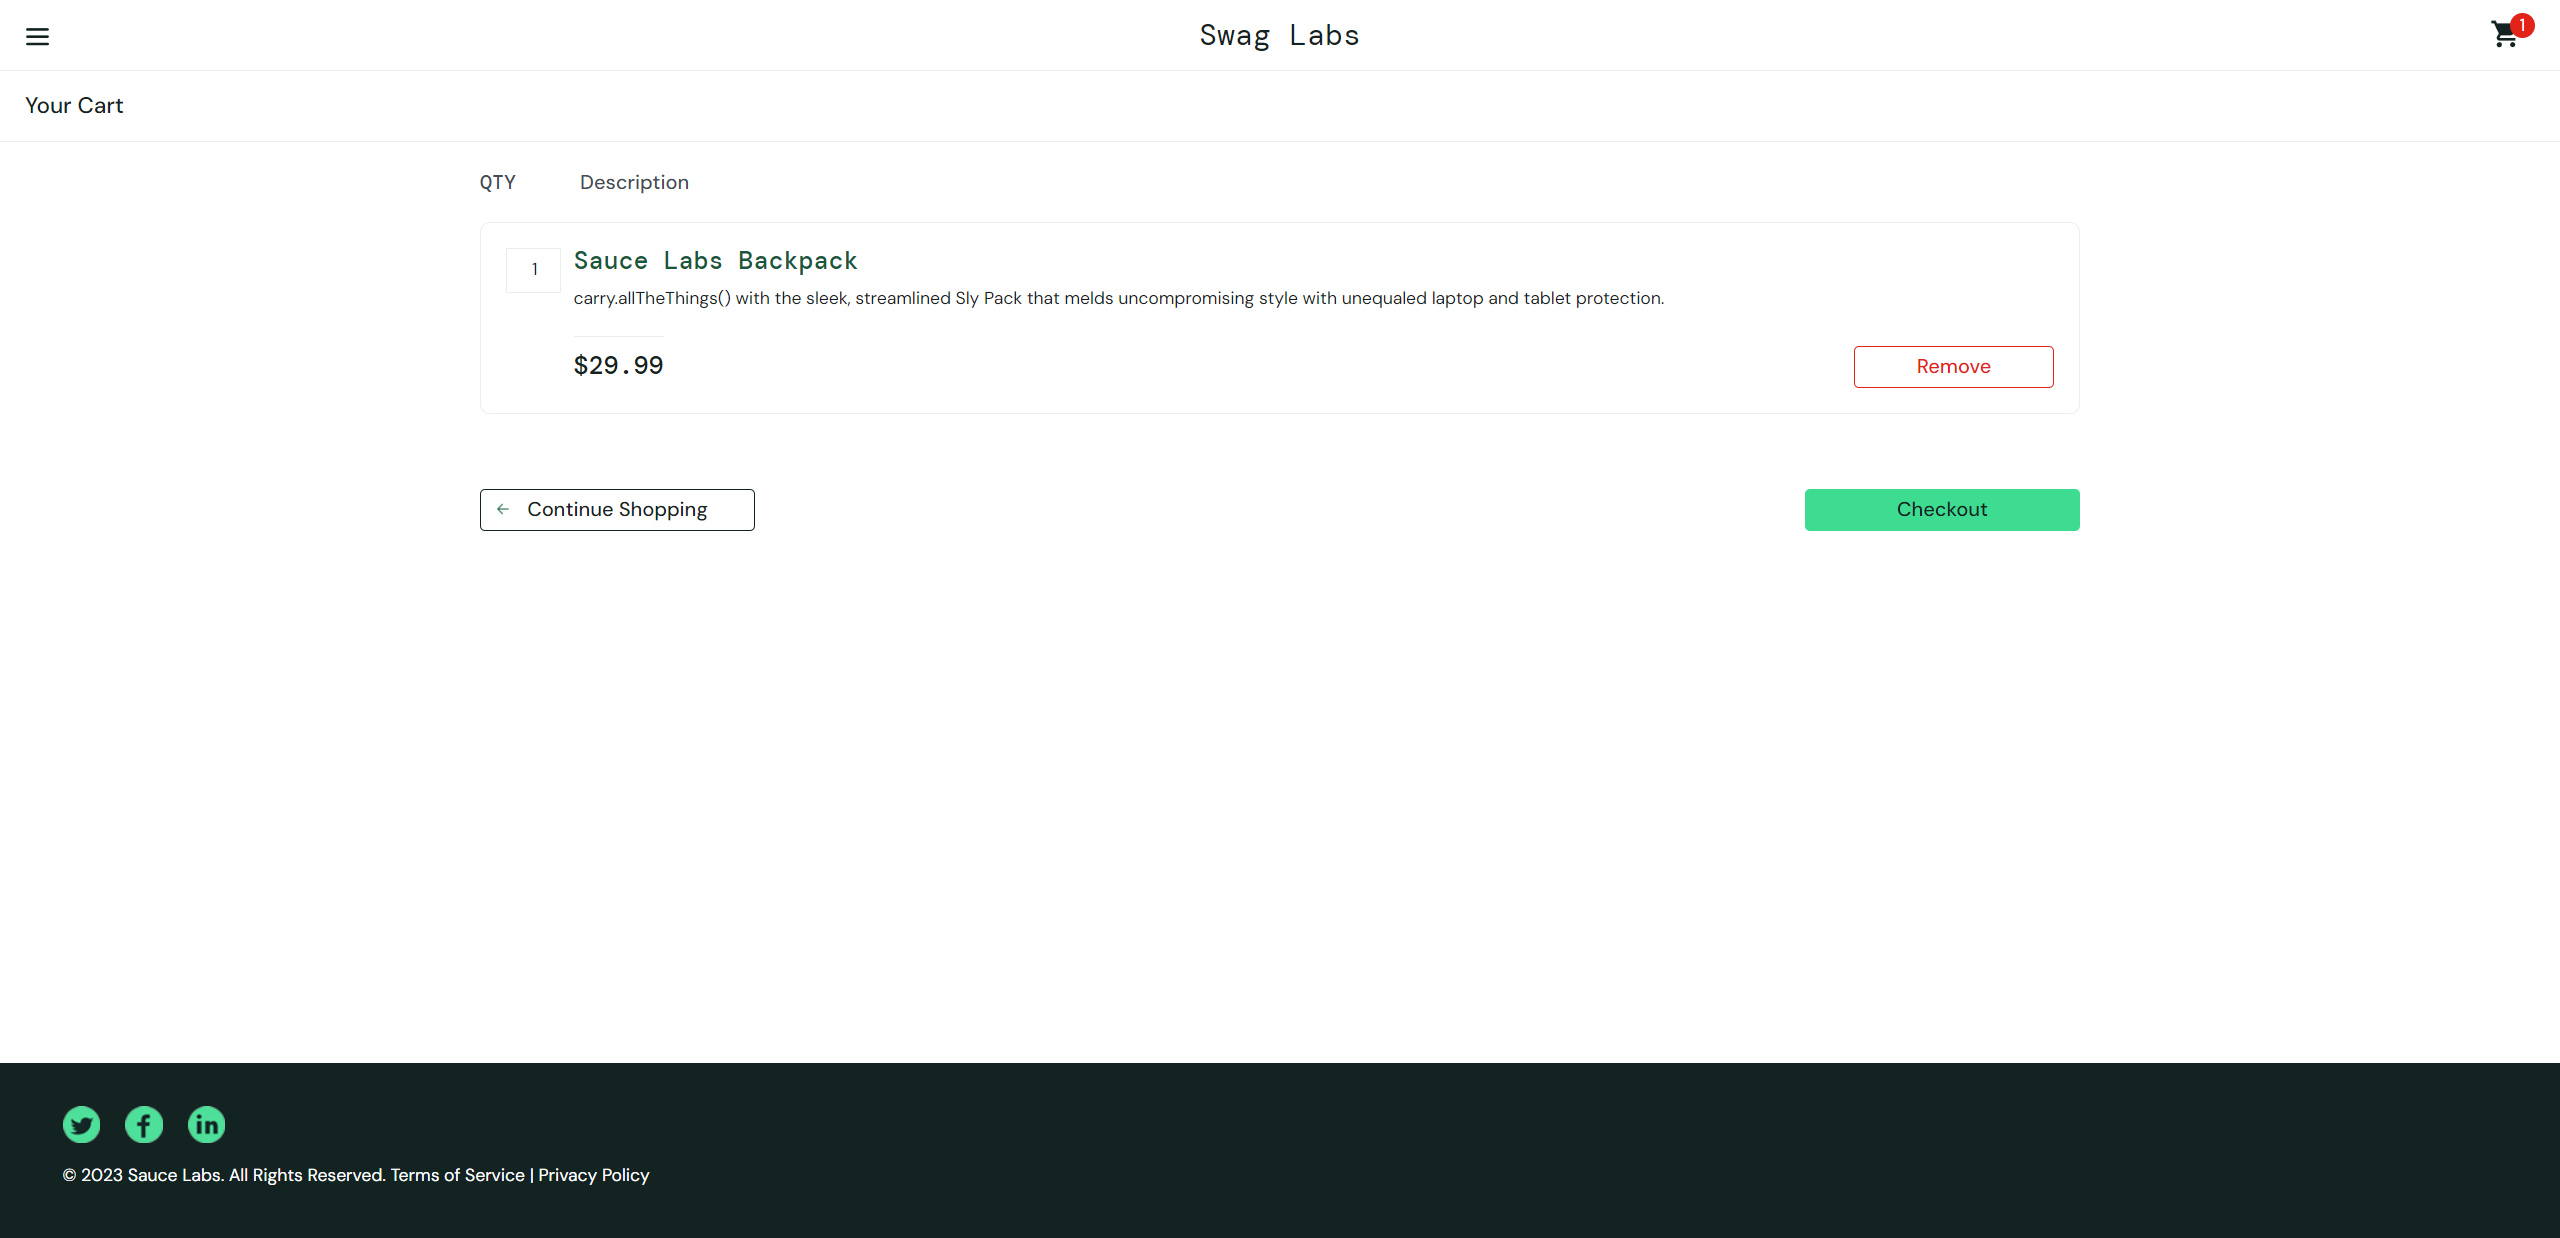 Swag Labs
1
Your Cart
QTY Description
1
Sauce Labs Backpack
carry.allTheThings() with the sleek, streamlined Sly Pack that melds uncompromising style with unequaled laptop and tablet protection.
$29.99
Remove
Continue Shopping
Checkout
© 2023 Sauce Labs. All Rights Reserved. Terms of Service | Privacy Policy